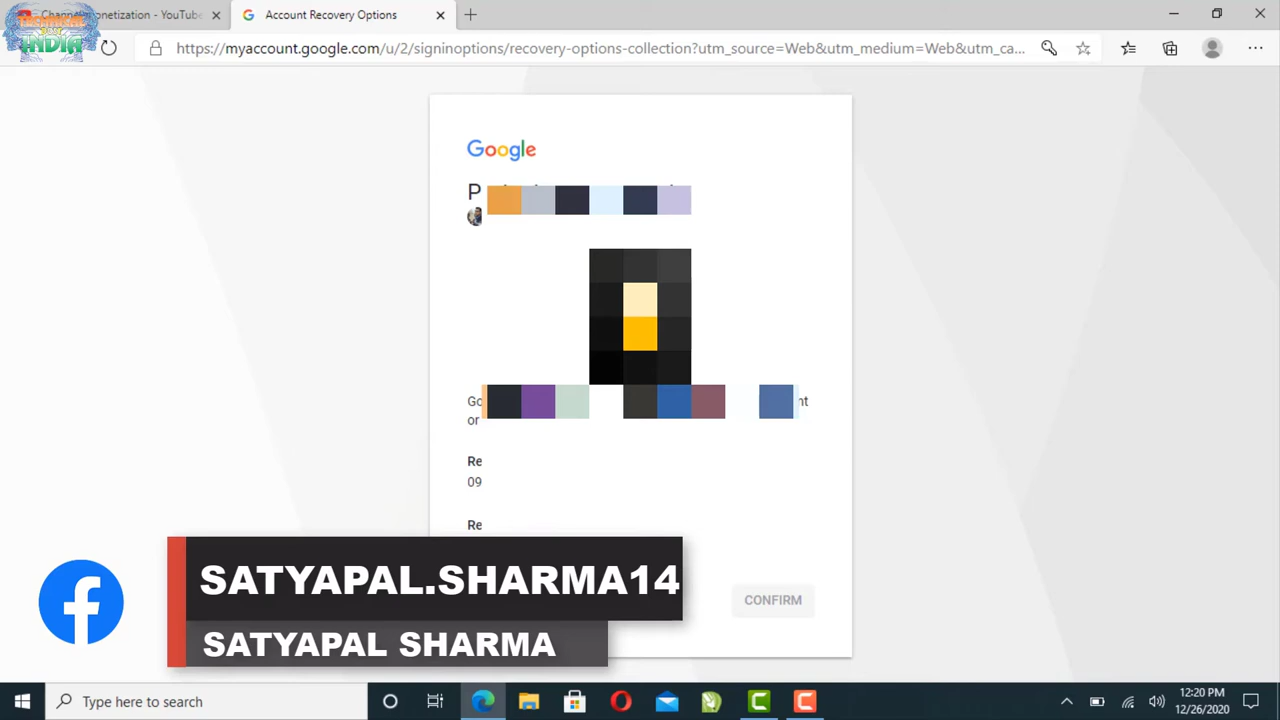 Channel monetization - YouTube
Account Recovery Options
TECHNICAL
INDIA
https://myaccount.google.com/u/2/signinoptions/recovery-options-collection?utm_source=Web&utm_medium=Web&utm_ca...
Google
P
Go
nt
or
Re
09
Re
SATYAPAL.SHARMA14
SATYAPAL SHARMA
CONFIRM
Type here to search
12:20 PM
12/26/2020